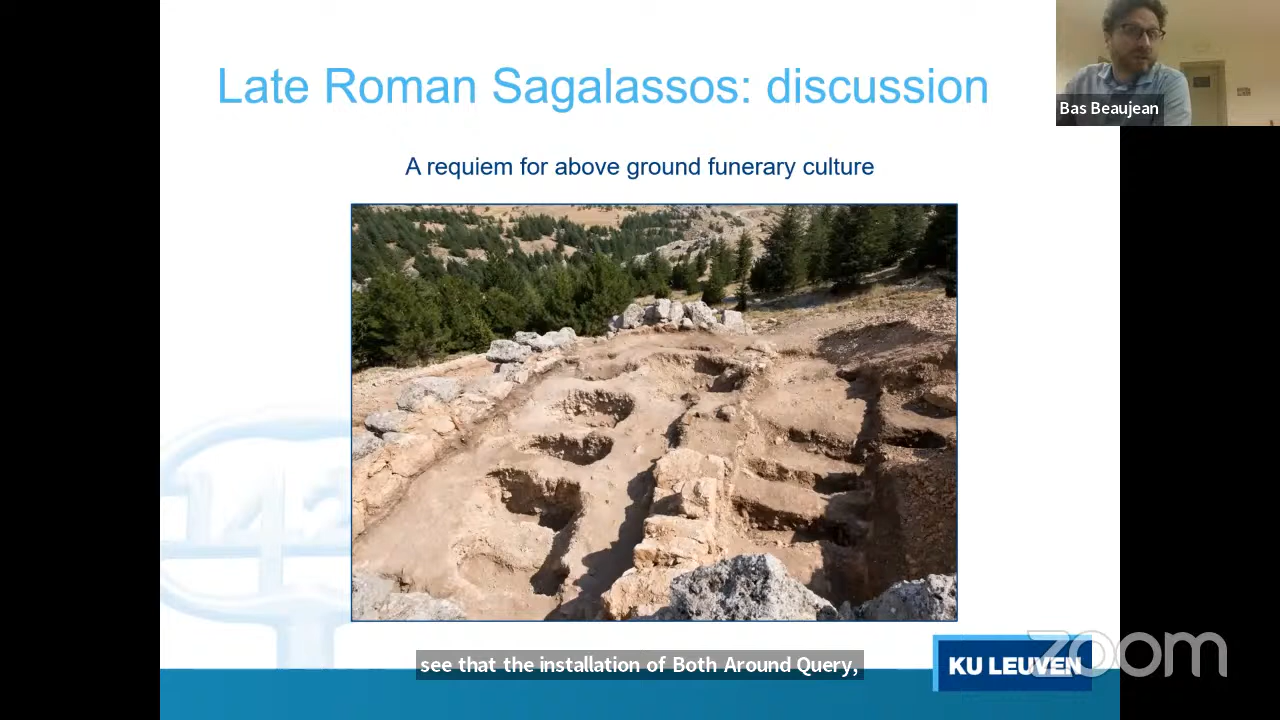 Late Roman Sagalassos: discussion
Bas Beaujean
A requiem for above ground funerary culture
see that the installation of Both Around Query,
KU LEUVEN
zoom